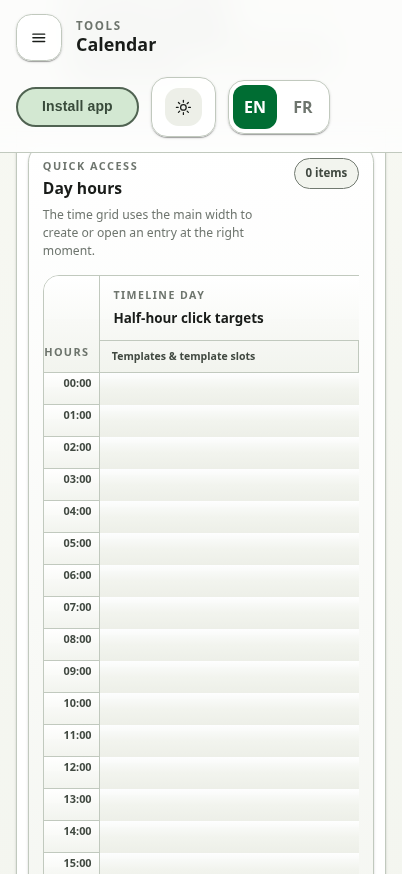 TOOLS
Calendar
Install app
EN
FR
QUICK ACCESS
Day hours
0 items
The time grid uses the main width to
create or open an entry at the right
moment.
TIMELINE DAY
Half-hour click targets
HOURS
Templates & template slots
00:00
01:00
02:00
03:00
04:00
05:00
06:00
07:00
08:00
09:00
10:00
11:00
12:00
13:00
14:00
15:00